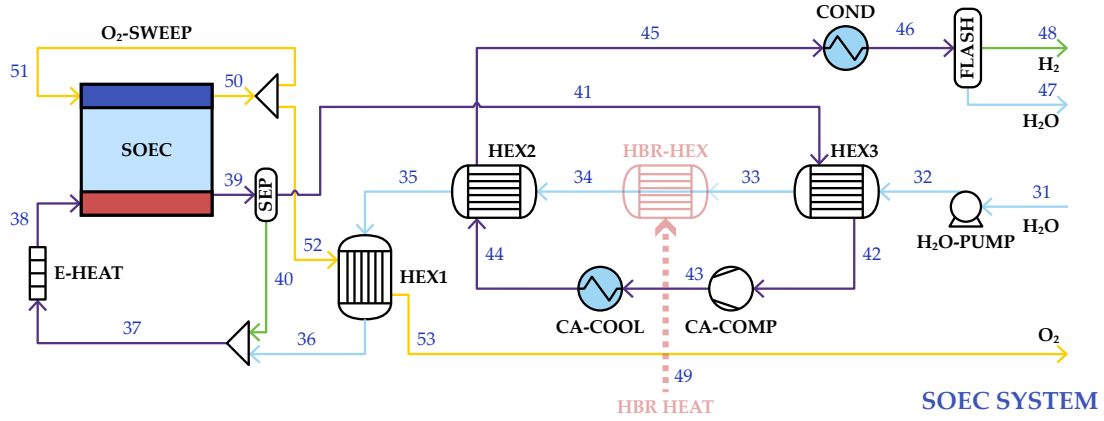 COND
O₂-SWEEP
45
46
48
H₂
FLASH
51
50
47
H₂O
41
SOEC
39
SEP
HEX2
HBR-HEX
HEX3
35
34
33
32
31
H₂O
H₂O-PUMP
38
E-HEAT
40
52
HEX1
44
43
42
CA-COOL
CA-COMP
37
36
53
O₂
49
HBR HEAT
SOEC SYSTEM